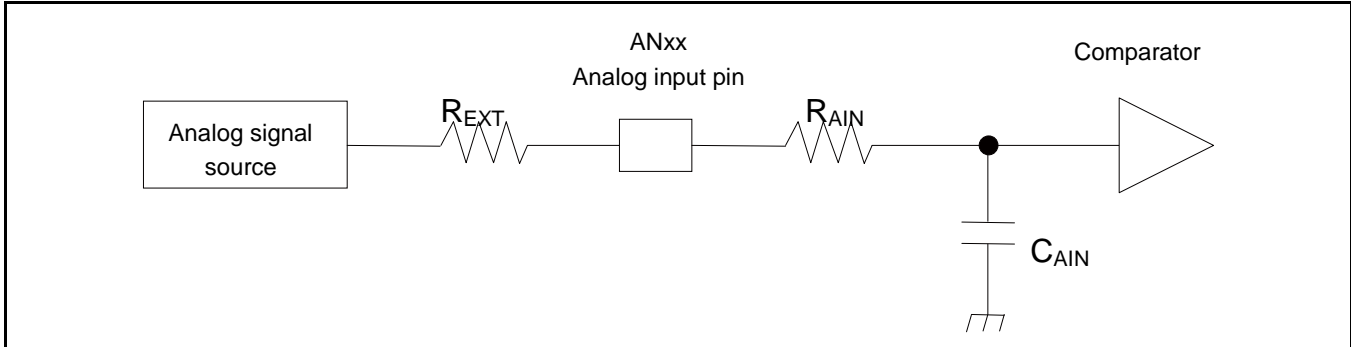 ANxx
Analog input pin
Comparator
Analog signal
source
REXT
RAIN
CAIN